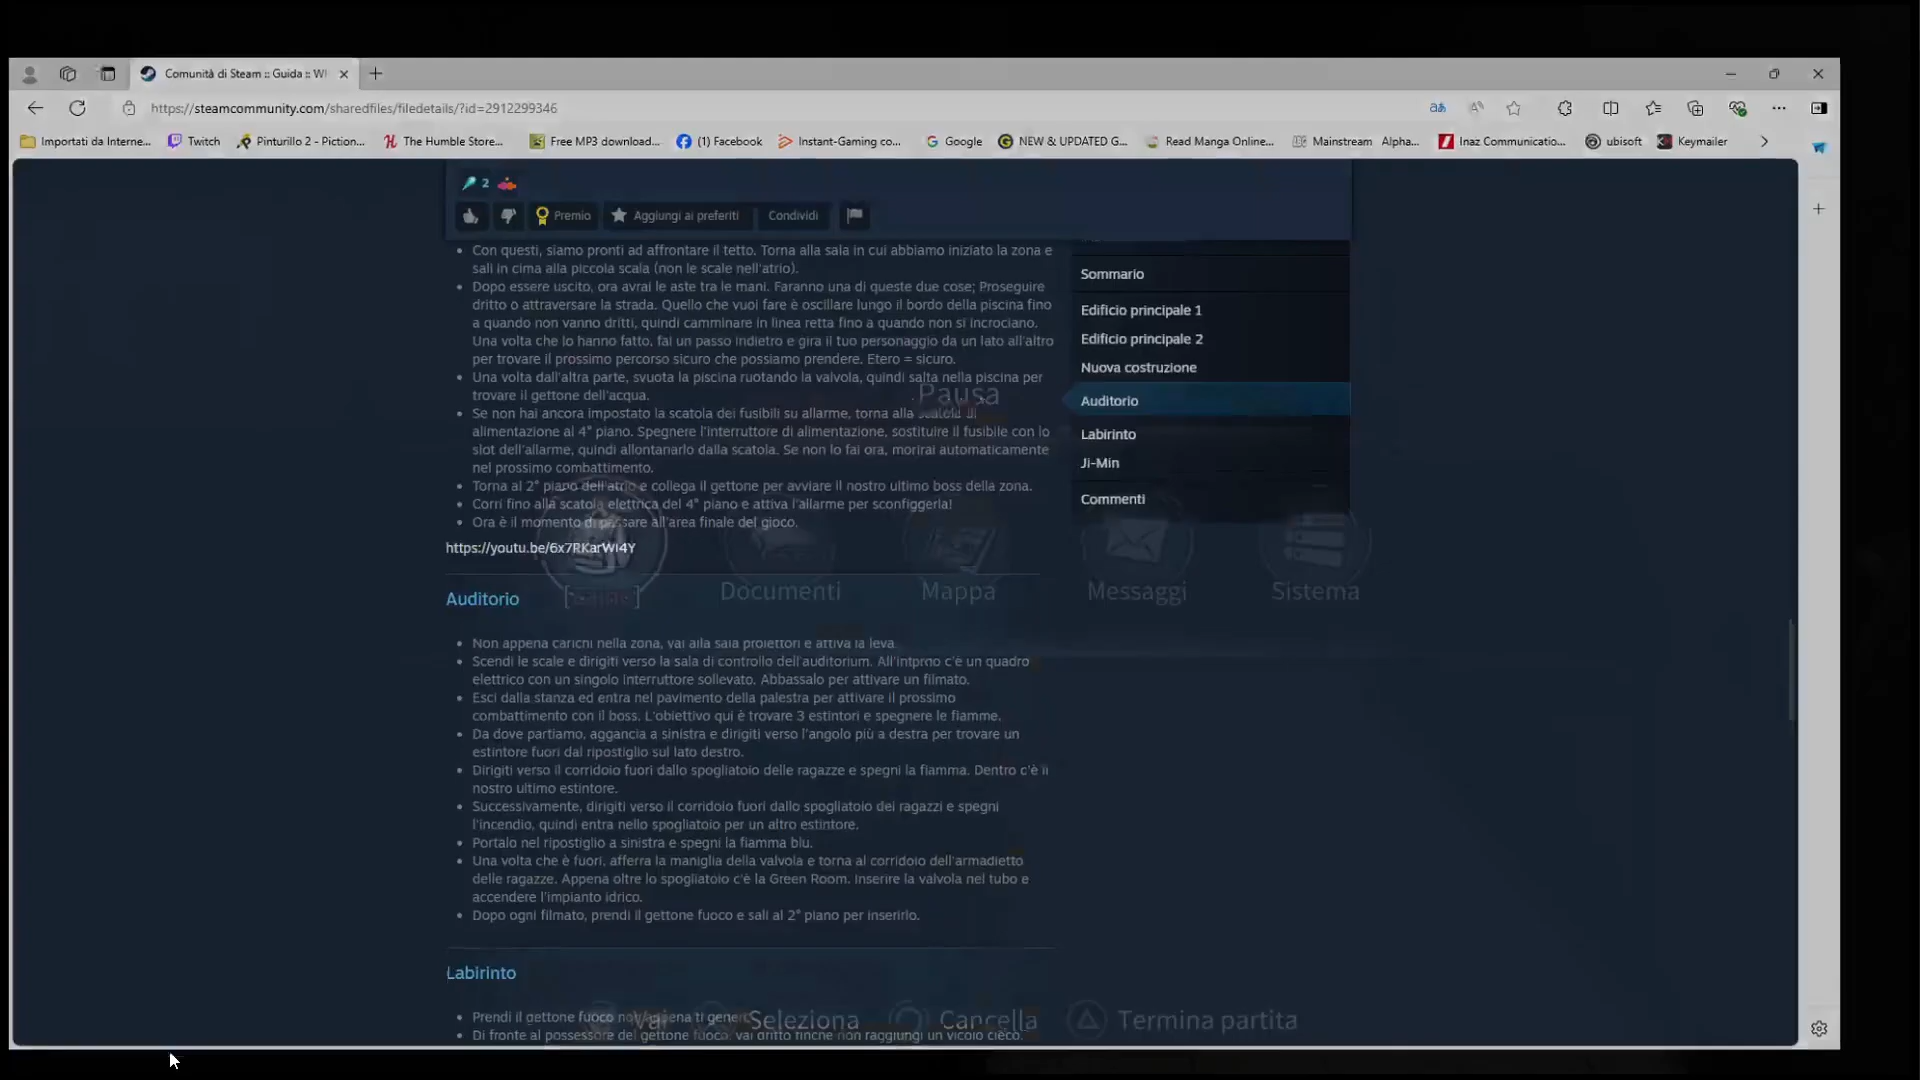 Comunità di Steam :: Guida :: WI
https://steamcommunity.com/sharedfiles/filedetails/?id=2912299346
Importati da Interne... Twitch Pinturillo 2 - Piction... The Humble Store... Free MP3 download... (1) Facebook Instant-Gaming co... Google NEW & UPDATED G... Read Manga Online... Mainstream Alpha... Inaz Communicatio... ubisoft Keymailer
2
Premio Aggiungi ai preferiti Condividi
Con questi, siamo pronti ad affrontare il tetto. Torna alla sala in cui abbiamo iniziato la zona e
sali in cima alla piccola scala (non le scale nell'atrio).
Dopo essere uscito, ora avrai le aste tra le mani. Faranno una di queste due cose; Proseguire
dritto o attraversare la strada. Quello che vuoi fare è oscillare lungo il bordo della piscina fino
a quando non vanno dritti, quindi camminare in linea retta fino a quando non si incrociano.
Una volta che lo hanno fatto, fai un passo indietro e gira il tuo personaggio da un lato all'altro
per trovare il prossimo percorso sicuro che possiamo prendere. Etero = sicuro.
Una volta dall'altra parte, svuota la piscina ruotando la valvola, quindi salta nella piscina per
trovare il gettone dell'acqua.
Se non hai ancora impostato la scatola dei fusibili su allarme, torna alla scatola di
alimentazione al 4° piano. Spegnere l'interruttore di alimentazione, sostituire il fusibile con lo
slot dell'allarme, quindi allontanarlo dalla scatola. Se non lo fai ora, morirai automaticamente
nel prossimo combattimento.
Torna al 2° piano dell'atrio e collega il gettone per avviare il nostro ultimo boss della zona.
Corri fino alla scatola elettrica del 4° piano e attiva l'allarme per sconfiggerla!
Ora è il momento di passare all'area finale del gioco.
https://youtu.be/6x7RKarWI4Y
Sommario
Edificio principale 1
Edificio principale 2
Nuova costruzione
Auditorio
Labirinto
Ji-Min
Commenti
Pausa
Documenti Mappa Messaggi Sistema
Auditorio
Non appena carichi nella zona, vai alla sala proiettori e attiva la leva.
Scendi le scale e dirigiti verso la sala di controllo dell'auditorium. All'interno c'è un quadro
elettrico con un singolo interruttore sollevato. Abbassalo per attivare un filmato.
Esci dalla stanza ed entra nel pavimento della palestra per attivare il prossimo
combattimento con il boss. L'obiettivo qui è trovare 3 estintori e spegnere le fiamme.
Da dove partiamo, aggancia a sinistra e dirigiti verso l'angolo più a destra per trovare un
estintore fuori dal ripostiglio sul lato destro.
Dirigiti verso il corridoio fuori dallo spogliatoio delle ragazze e spegni la fiamma. Dentro c'è il
nostro ultimo estintore.
Successivamente, dirigiti verso il corridoio fuori dallo spogliatoio dei ragazzi e spegni
l'incendio, quindi entra nello spogliatoio per un altro estintore.
Portalo nel ripostiglio a sinistra e spegni la fiamma blu.
Una volta che è fuori, afferra la maniglia della valvola e torna al corridoio dell'armadietto
delle ragazze. Appena oltre lo spogliatoio c'è la Green Room. Inserire la valvola nel tubo e
accendere l'impianto idrico.
Dopo ogni filmato, prendi il gettone fuoco e sali al 2° piano per inserirlo.
Labirinto
Prendi il gettone fuoco non appena ti
Di fronte al possessore del gettone fuoco, vai dritto finché non raggiungi un vicolo cieco.
Vai Seleziona Cancella Termina partita